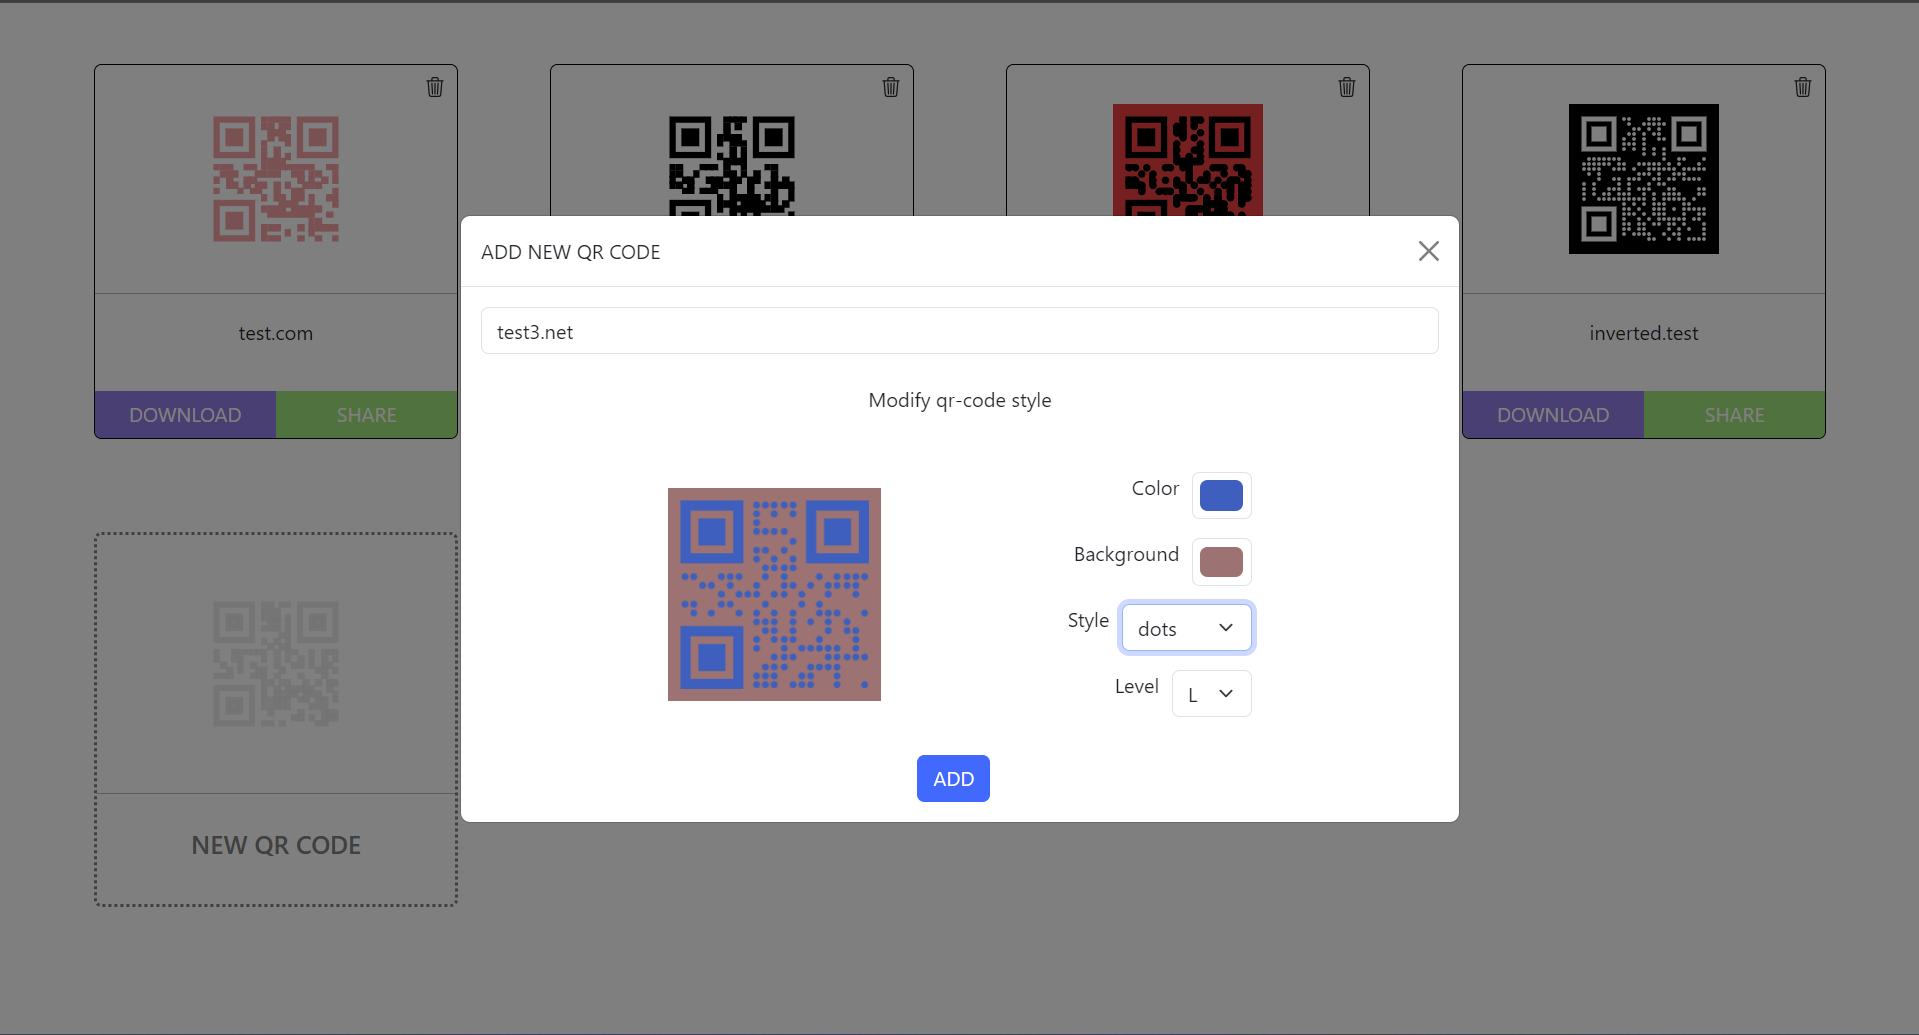 test.com
DOWNLOAD SHARE
inverted.test
DOWNLOAD SHARE
NEW QR CODE
ADD NEW QR CODE
test3.net
Modify qr-code style
Color
Background
Style dots
Level L
ADD